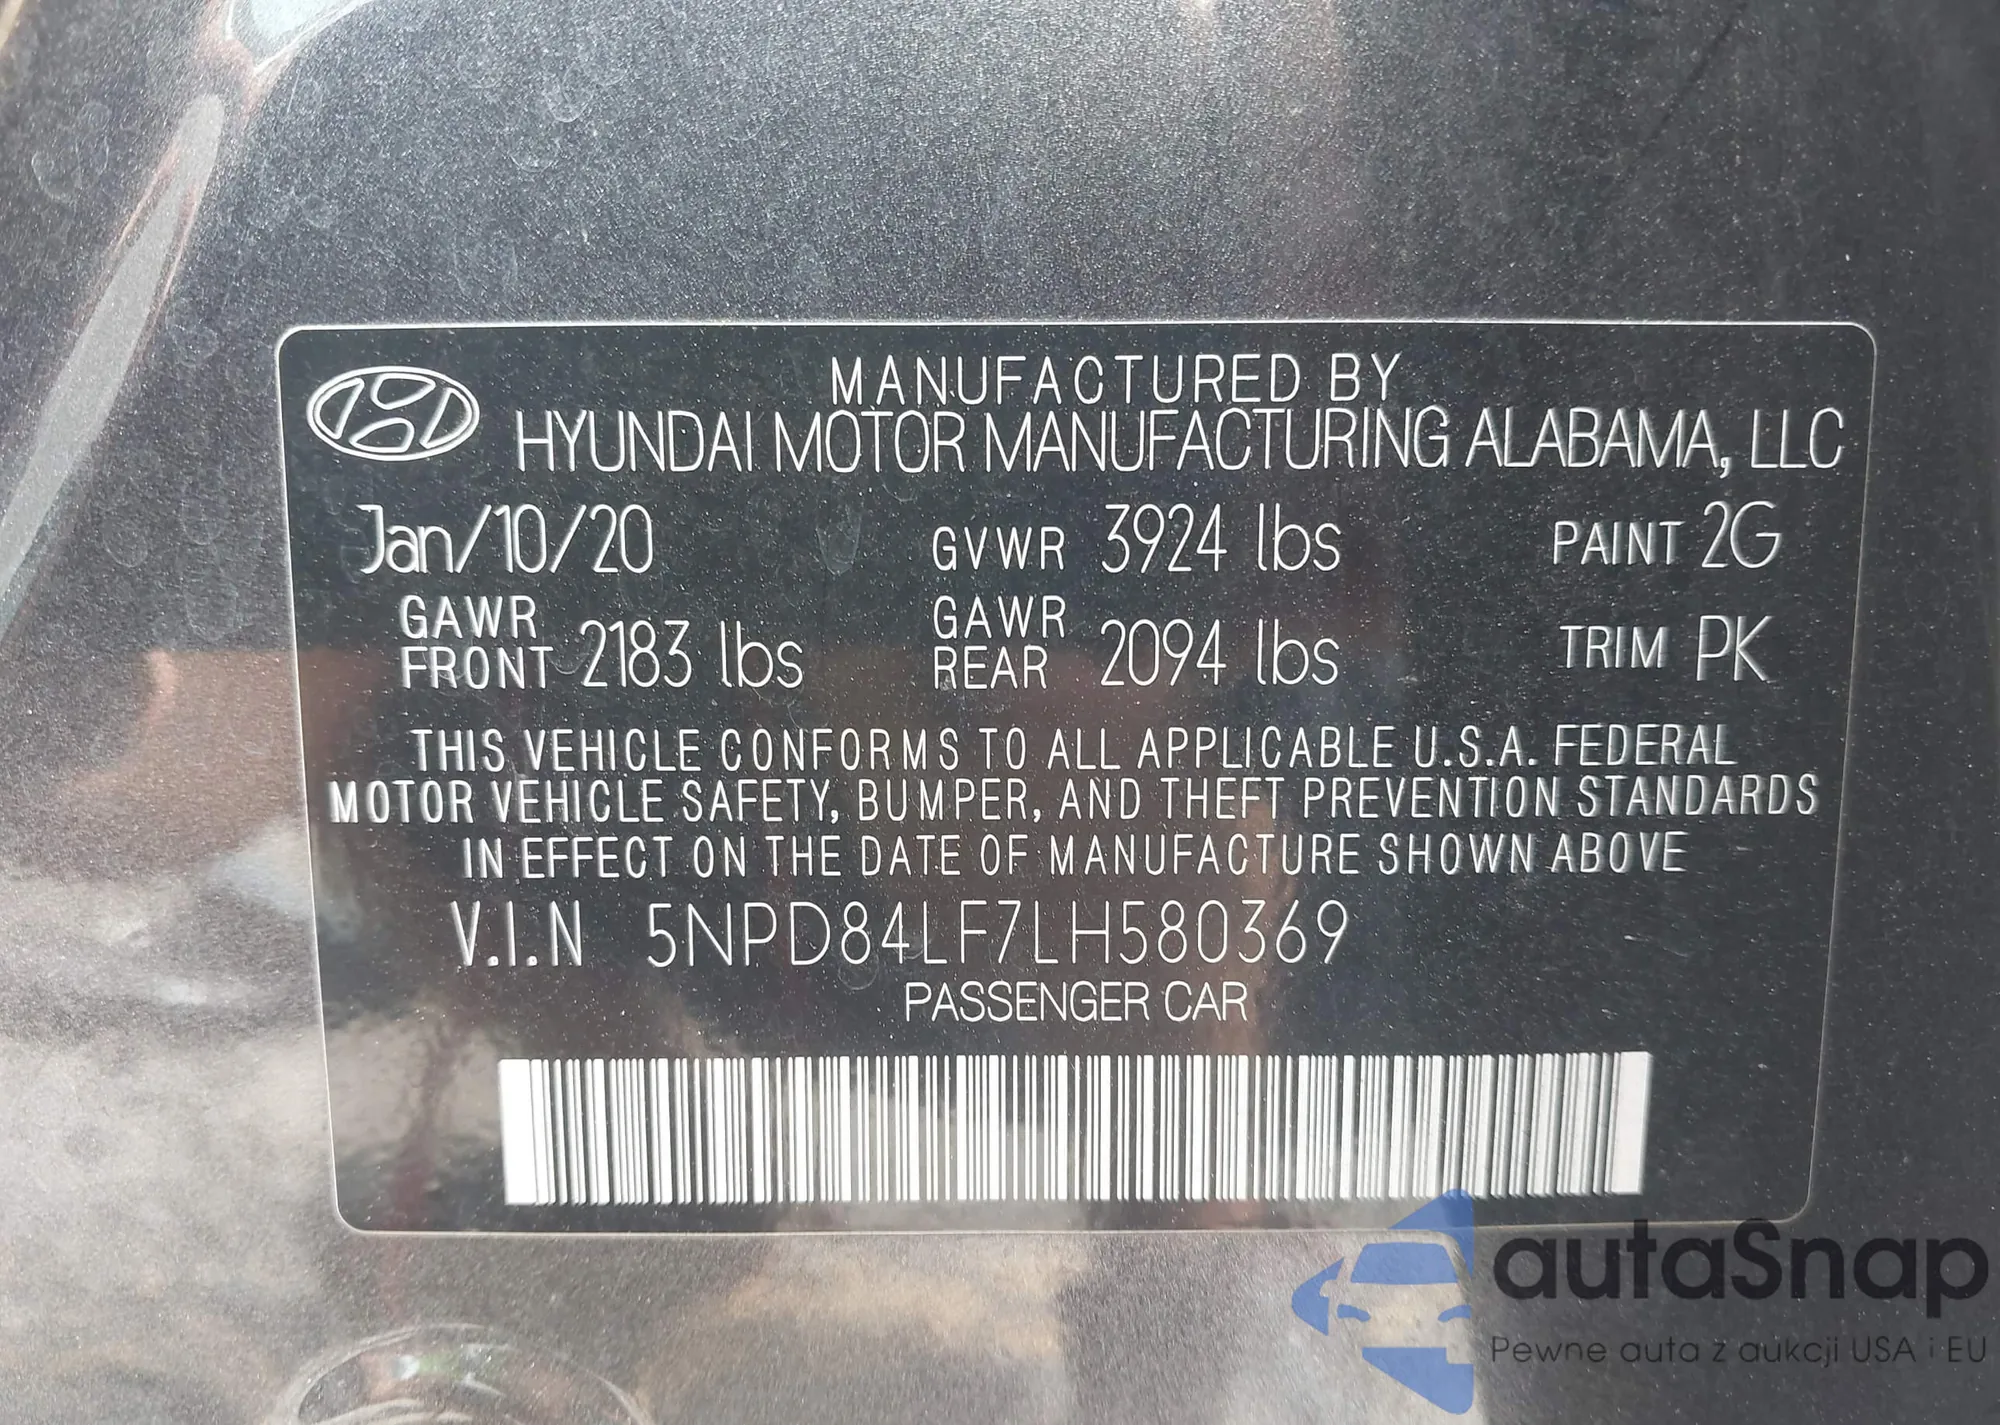 MANUFACTURED BY
HYUNDAI MOTOR MANUFACTURING ALABAMA, LLC
Jan/10/20 GVWR 3924 lbs PAINT 2G
GAWR FRONT 2183 lbs GAWR REAR 2094 lbs TRIM PK
THIS VEHICLE CONFORMS TO ALL APPLICABLE U.S.A. FEDERAL
MOTOR VEHICLE SAFETY, BUMPER, AND THEFT PREVENTION STANDARDS
IN EFFECT ON THE DATE OF MANUFACTURE SHOWN ABOVE
V.I.N 5NPD84LF7LH580369
PASSENGER CAR
autaSnap
Pewne auta z aukcji USA i EU